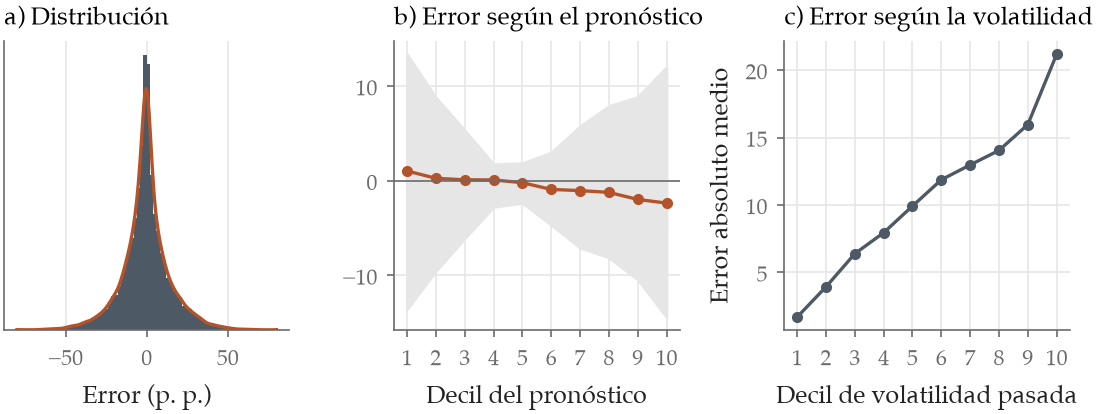 a) Distribución
−50 0 50
Error (p. p.)
b) Error según el pronóstico
10
0
−10
1 2 3 4 5 6 7 8 9 10
Decil del pronóstico
c) Error según la volatilidad
Error absoluto medio
20
15
10
5
1 2 3 4 5 6 7 8 9 10
Decil de volatilidad pasada